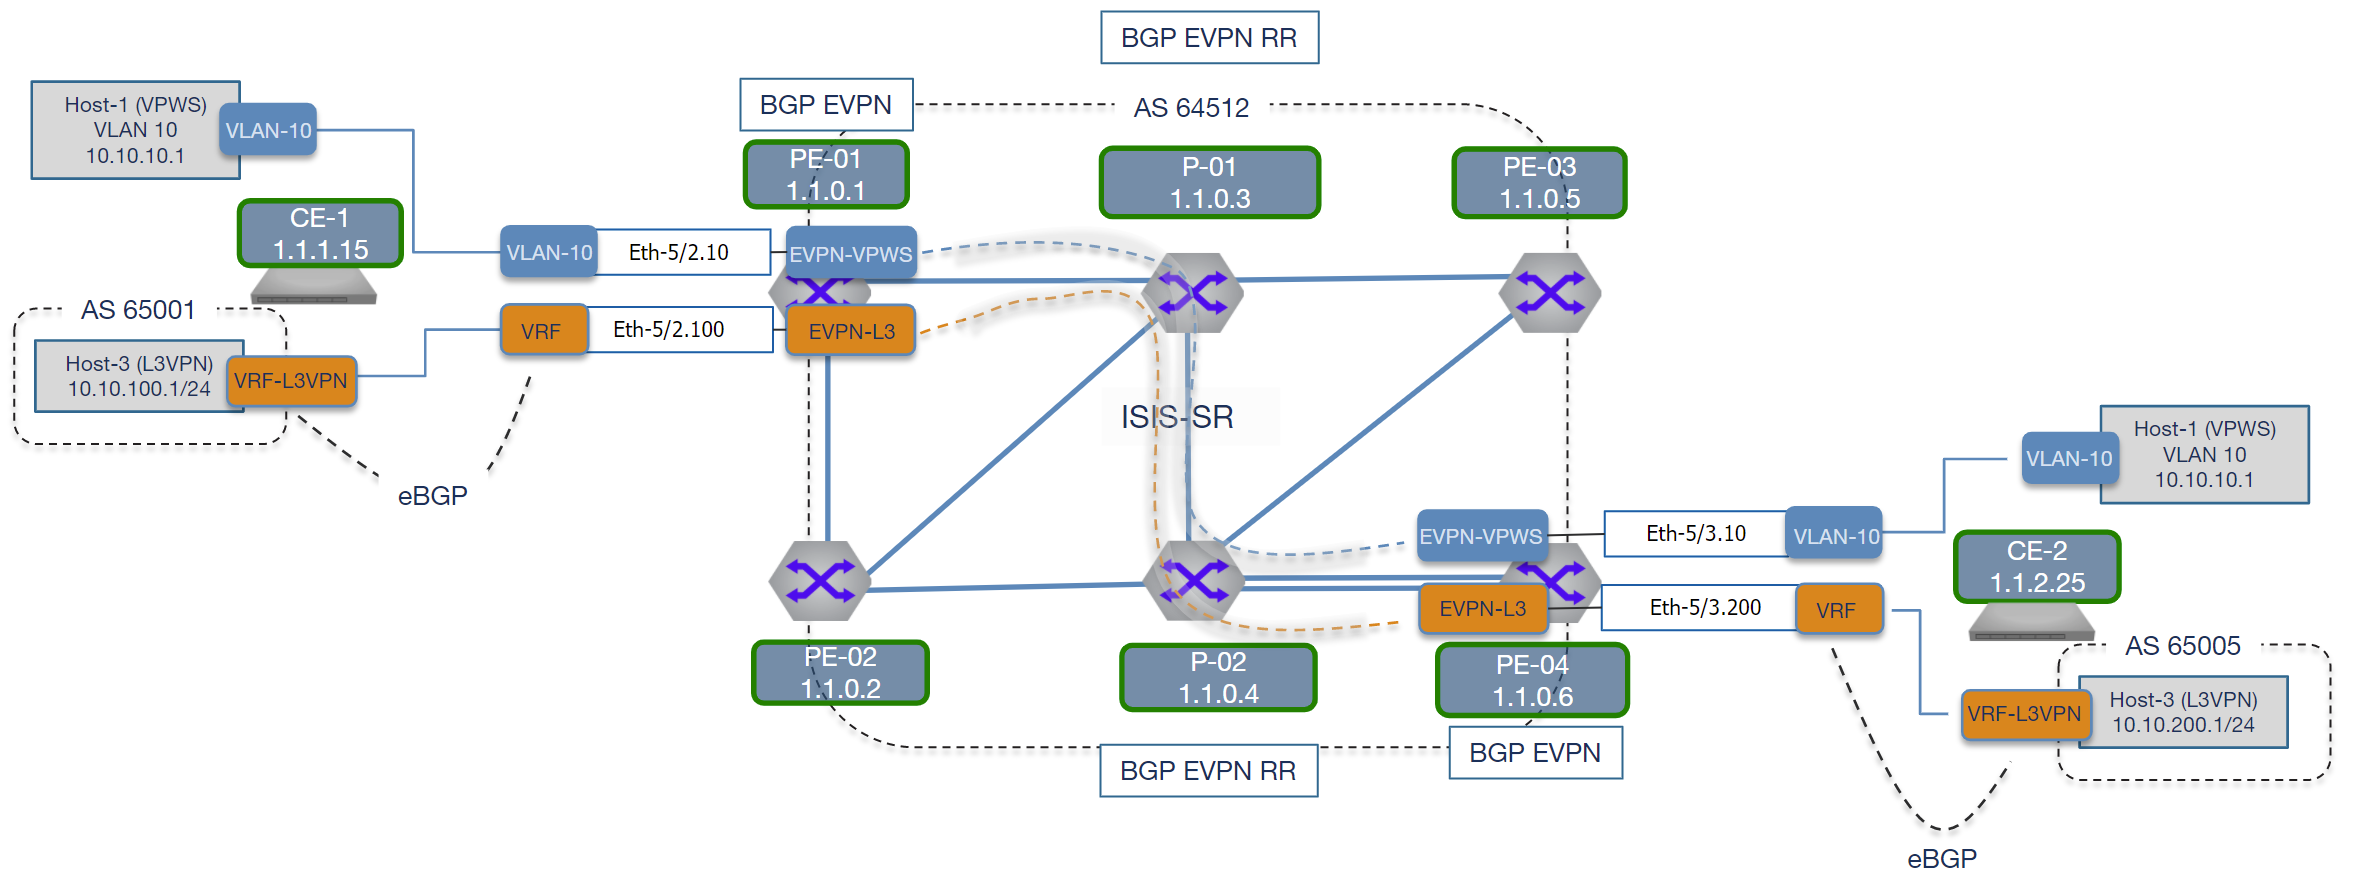 BGP EVPN RR
BGP EVPN
AS 64512
Host-1 (VPWS)
VLAN 10
10.10.10.1
VLAN-10
PE-01
1.1.0.1
P-01
1.1.0.3
PE-03
1.1.0.5
CE-1
1.1.1.15
VLAN-10
Eth-5/2.10
EVPN-VPWS
AS 65001
VRF
Eth-5/2.100
EVPN-L3
Host-3 (L3VPN)
10.10.100.1/24
VRF-L3VPN
ISIS-SR
eBGP
Host-1 (VPWS)
VLAN 10
10.10.10.1
VLAN-10
EVPN-VPWS
Eth-5/3.10
VLAN-10
CE-2
1.1.2.25
EVPN-L3
Eth-5/3.200
VRF
PE-02
1.1.0.2
P-02
1.1.0.4
PE-04
1.1.0.6
AS 65005
VRF-L3VPN
Host-3 (L3VPN)
10.10.200.1/24
BGP EVPN RR
BGP EVPN
eBGP